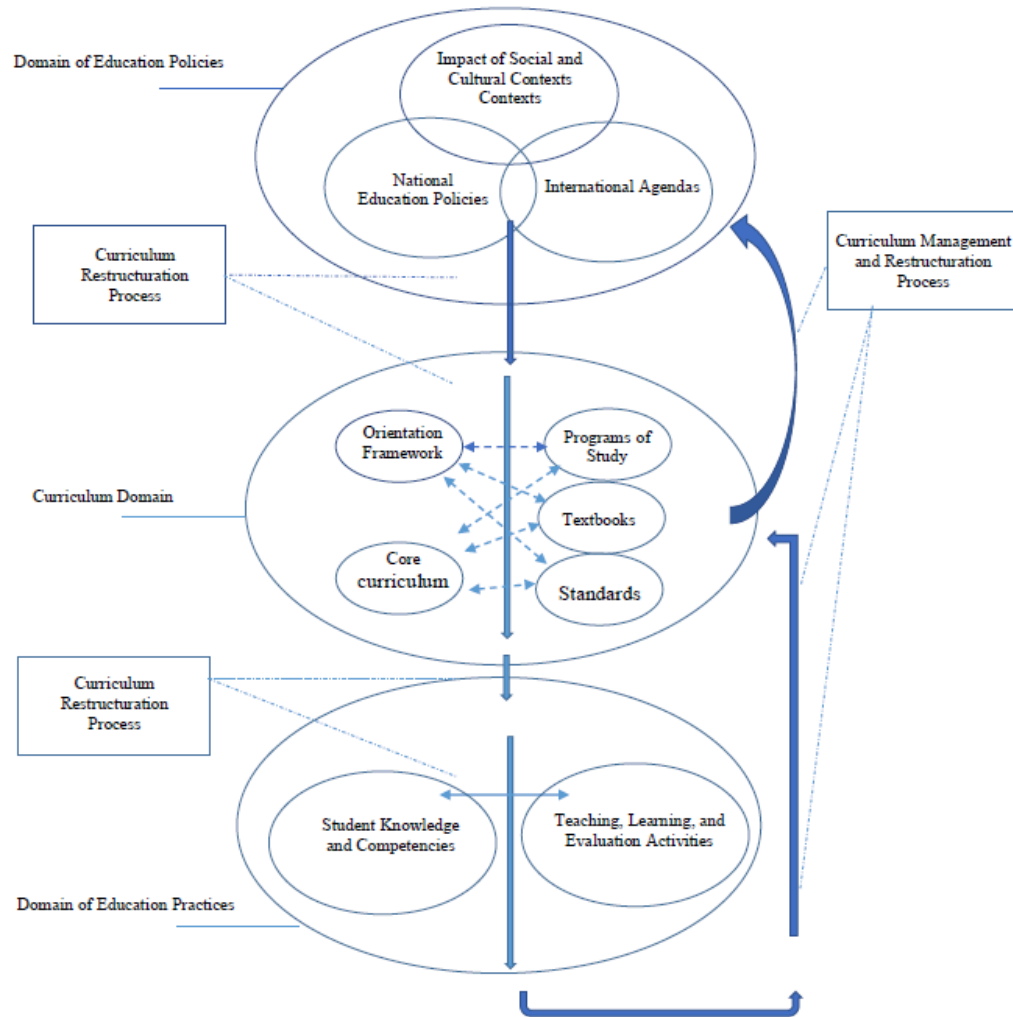 Domain of Education Policies
Impact of Social and
Cultural Contexts
Contexts
National
Education Policies
International Agendas
Curriculum
Restructuration
Process
Curriculum Management
and Restructuration
Process
Orientation
Framework
Programs of
Study
Curriculum Domain
Textbooks
Core
curriculum
Standards
Curriculum
Restructuration
Process
Student Knowledge
and Competencies
Teaching, Learning, and
Evaluation Activities
Domain of Education Practices